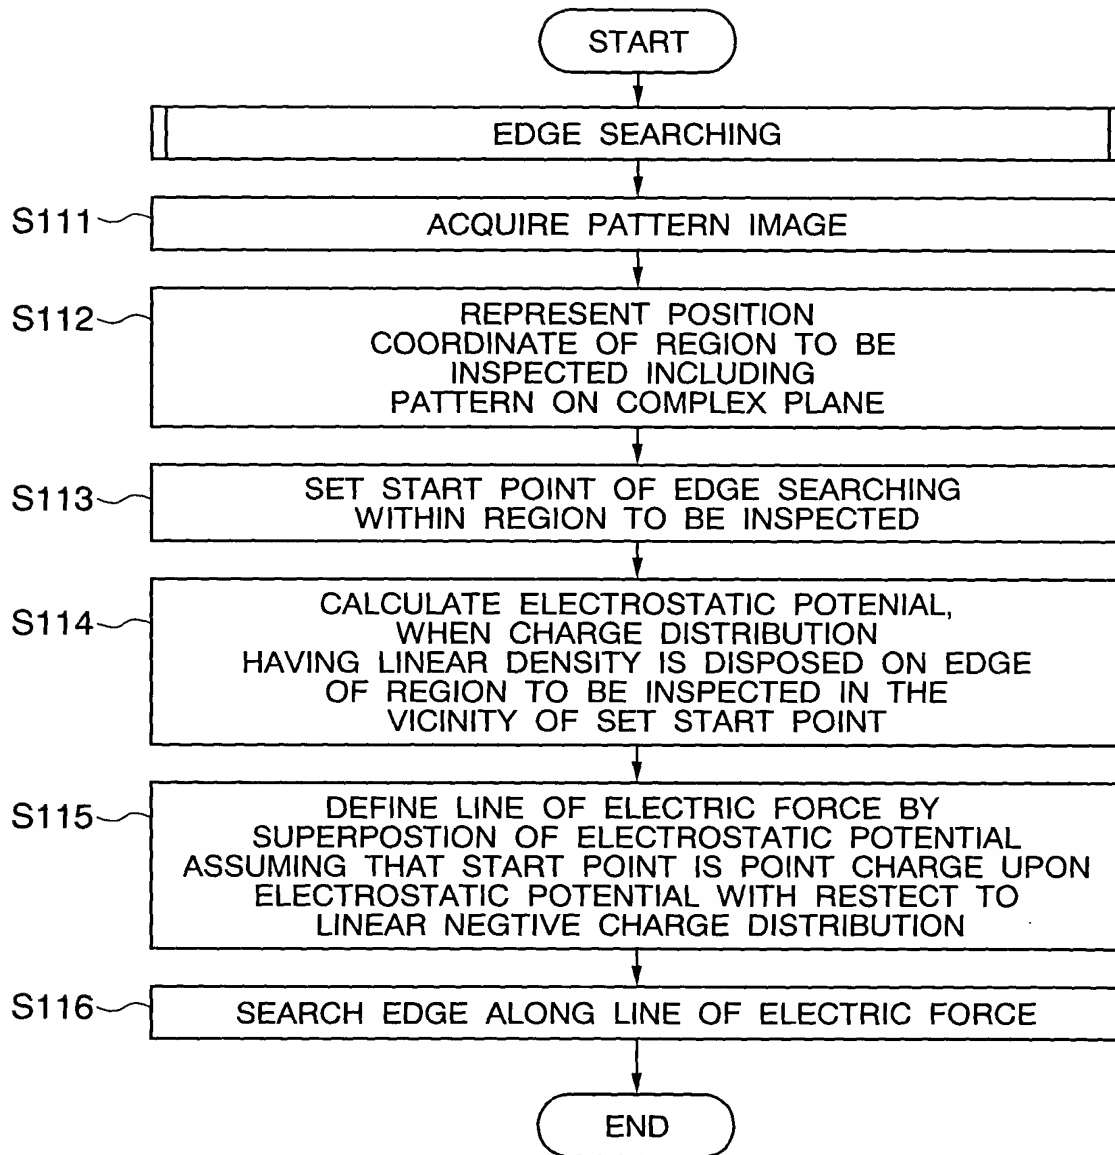 START
EDGE SEARCHING
S111
ACQUIRE PATTERN IMAGE
S112
REPRESENT POSITION
COORDINATE OF REGION TO BE
INSPECTED INCLUDING
PATTERN ON COMPLEX PLANE
S113
SET START POINT OF EDGE SEARCHING
WITHIN REGION TO BE INSPECTED
S114
CALCULATE ELECTROSTATIC POTENIAL,
WHEN CHARGE DISTRIBUTION
HAVING LINEAR DENSITY IS DISPOSED ON EDGE
OF REGION TO BE INSPECTED IN THE
VICINITY OF SET START POINT
S115
DEFINE LINE OF ELECTRIC FORCE BY
SUPERPOSTION OF ELECTROSTATIC POTENTIAL
ASSUMING THAT START POINT IS POINT CHARGE UPON
ELECTROSTATIC POTENTIAL WITH RESTECT TO
LINEAR NEGTIVE CHARGE DISTRIBUTION
S116
SEARCH EDGE ALONG LINE OF ELECTRIC FORCE
END